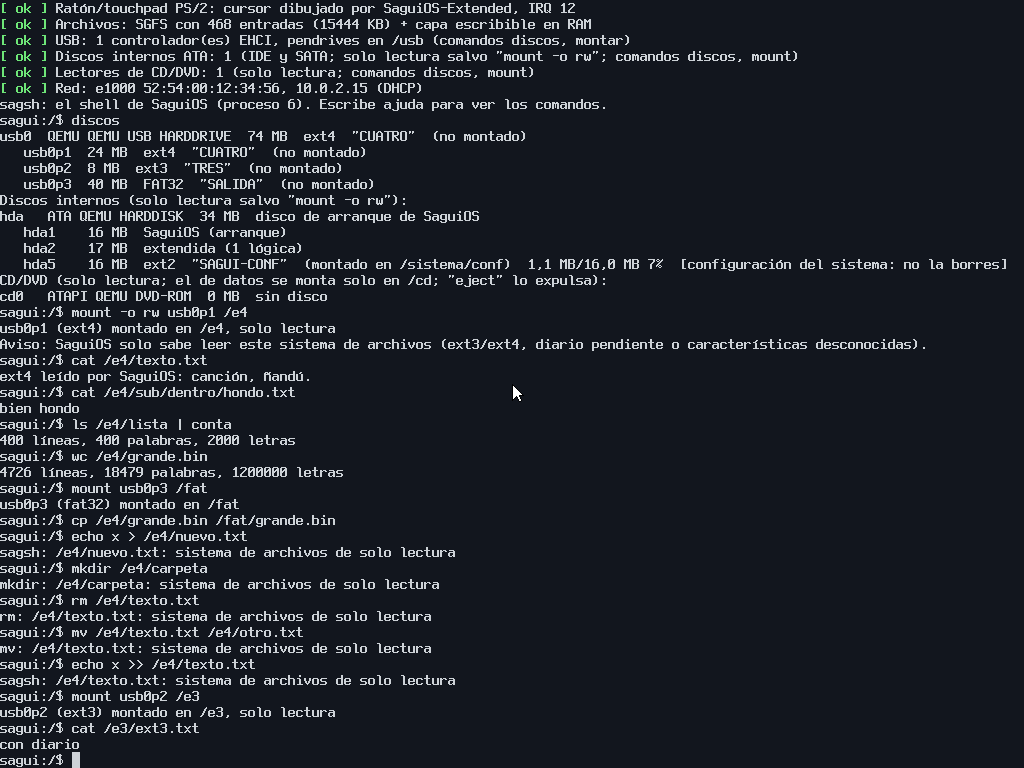 [ ok ] Ratón/touchpad PS/2: cursor dibujado por SaguiOS-Extended, IRQ 12
[ ok ] Archivos: SGFS con 468 entradas (15444 KB) + capa escribible en RAM
[ ok ] USB: 1 controlador(es) EHCI, pendrives en /usb (comandos discos, montar)
[ ok ] Discos internos ATA: 1 (IDE y SATA; solo lectura salvo "mount -o rw"; comandos discos, mount)
[ ok ] Lectores de CD/DVD: 1 (solo lectura; comandos discos, mount)
[ ok ] Red: e1000 52:54:00:12:34:56, 10.0.2.15 (DHCP)
sagsh: el shell de SaguiOS (proceso 6). Escribe ayuda para ver los comandos.
sagui:/$ discos
usb0  QEMU QEMU USB HARDDRIVE  74 MB  ext4  "CUATRO"  (no montado)
   usb0p1  24 MB  ext4  "CUATRO"  (no montado)
   usb0p2  8 MB  ext3  "TRES"  (no montado)
   usb0p3  40 MB  FAT32  "SALIDA"  (no montado)
Discos internos (solo lectura salvo "mount -o rw"):
hda   ATA QEMU HARDDISK  34 MB  disco de arranque de SaguiOS
   hda1   16 MB  SaguiOS (arranque)
   hda2   17 MB  extendida (1 lógica)
   hda5   16 MB  ext2  "SAGUI-CONF"  (montado en /sistema/conf)  1,1 MB/16,0 MB 7%  [configuración del sistema: no la borres]
CD/DVD (solo lectura; el de datos se monta solo en /cd; "eject" lo expulsa):
cd0   ATAPI QEMU DVD-ROM  0 MB  sin disco
sagui:/$ mount -o rw usb0p1 /e4
usb0p1 (ext4) montado en /e4, solo lectura
Aviso: SaguiOS solo sabe leer este sistema de archivos (ext3/ext4, diario pendiente o características desconocidas).
sagui:/$ cat /e4/texto.txt
ext4 leído por SaguiOS: canción, ñandú.
sagui:/$ cat /e4/sub/dentro/hondo.txt
bien hondo
sagui:/$ ls /e4/lista | conta
400 líneas, 400 palabras, 2000 letras
sagui:/$ wc /e4/grande.bin
4726 líneas, 18479 palabras, 1200000 letras
sagui:/$ mount usb0p3 /fat
usb0p3 (fat32) montado en /fat
sagui:/$ cp /e4/grande.bin /fat/grande.bin
sagui:/$ echo x > /e4/nuevo.txt
sagsh: /e4/nuevo.txt: sistema de archivos de solo lectura
sagui:/$ mkdir /e4/carpeta
mkdir: /e4/carpeta: sistema de archivos de solo lectura
sagui:/$ rm /e4/texto.txt
rm: /e4/texto.txt: sistema de archivos de solo lectura
sagui:/$ mv /e4/texto.txt /e4/otro.txt
mv: /e4/texto.txt: sistema de archivos de solo lectura
sagui:/$ echo x >> /e4/texto.txt
sagsh: /e4/texto.txt: sistema de archivos de solo lectura
sagui:/$ mount usb0p2 /e3
usb0p2 (ext3) montado en /e3, solo lectura
sagui:/$ cat /e3/ext3.txt
con diario
sagui:/$